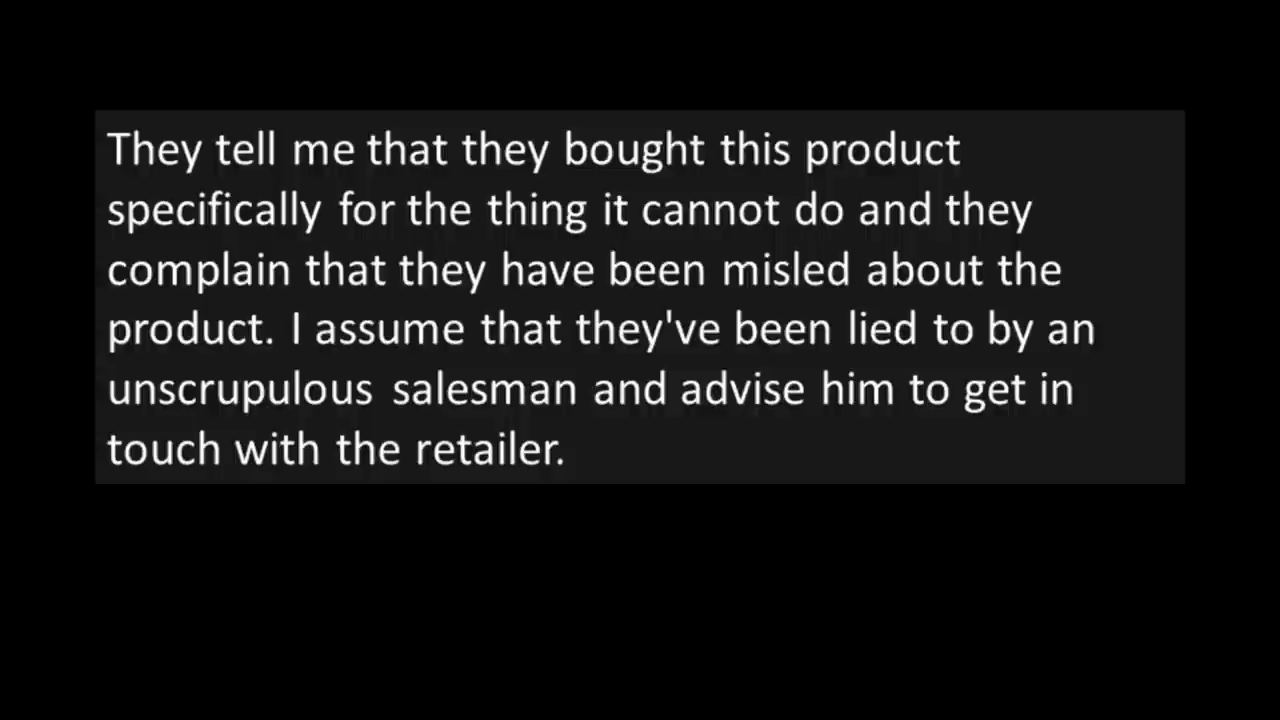 They tell me that they bought this product
specifically for the thing it cannot do and they
complain that they have been misled about the
product. I assume that they've been lied to by an
unscrupulous salesman and advise him to get in
touch with the retailer.